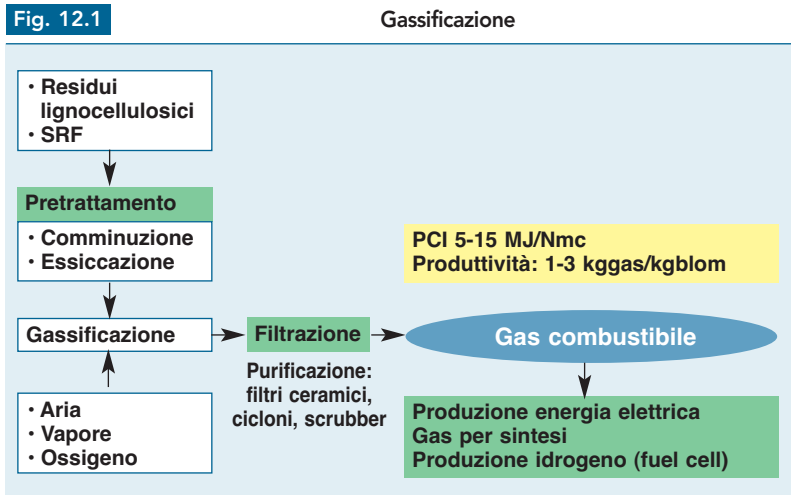 Fig. 12.1
Gassificazione
• Residui
lignocellulosici
• SRF
Pretrattamento
• Comminuzione
• Essiccazione
Gassificazione
• Aria
• Vapore
• Ossigeno
Filtrazione
Purificazione:
filtri ceramici,
cicloni, scrubber
PCI 5-15 MJ/Nmc
Produttività: 1-3 kggas/kgblom
Gas combustibile
Produzione energia elettrica
Gas per sintesi
Produzione idrogeno (fuel cell)